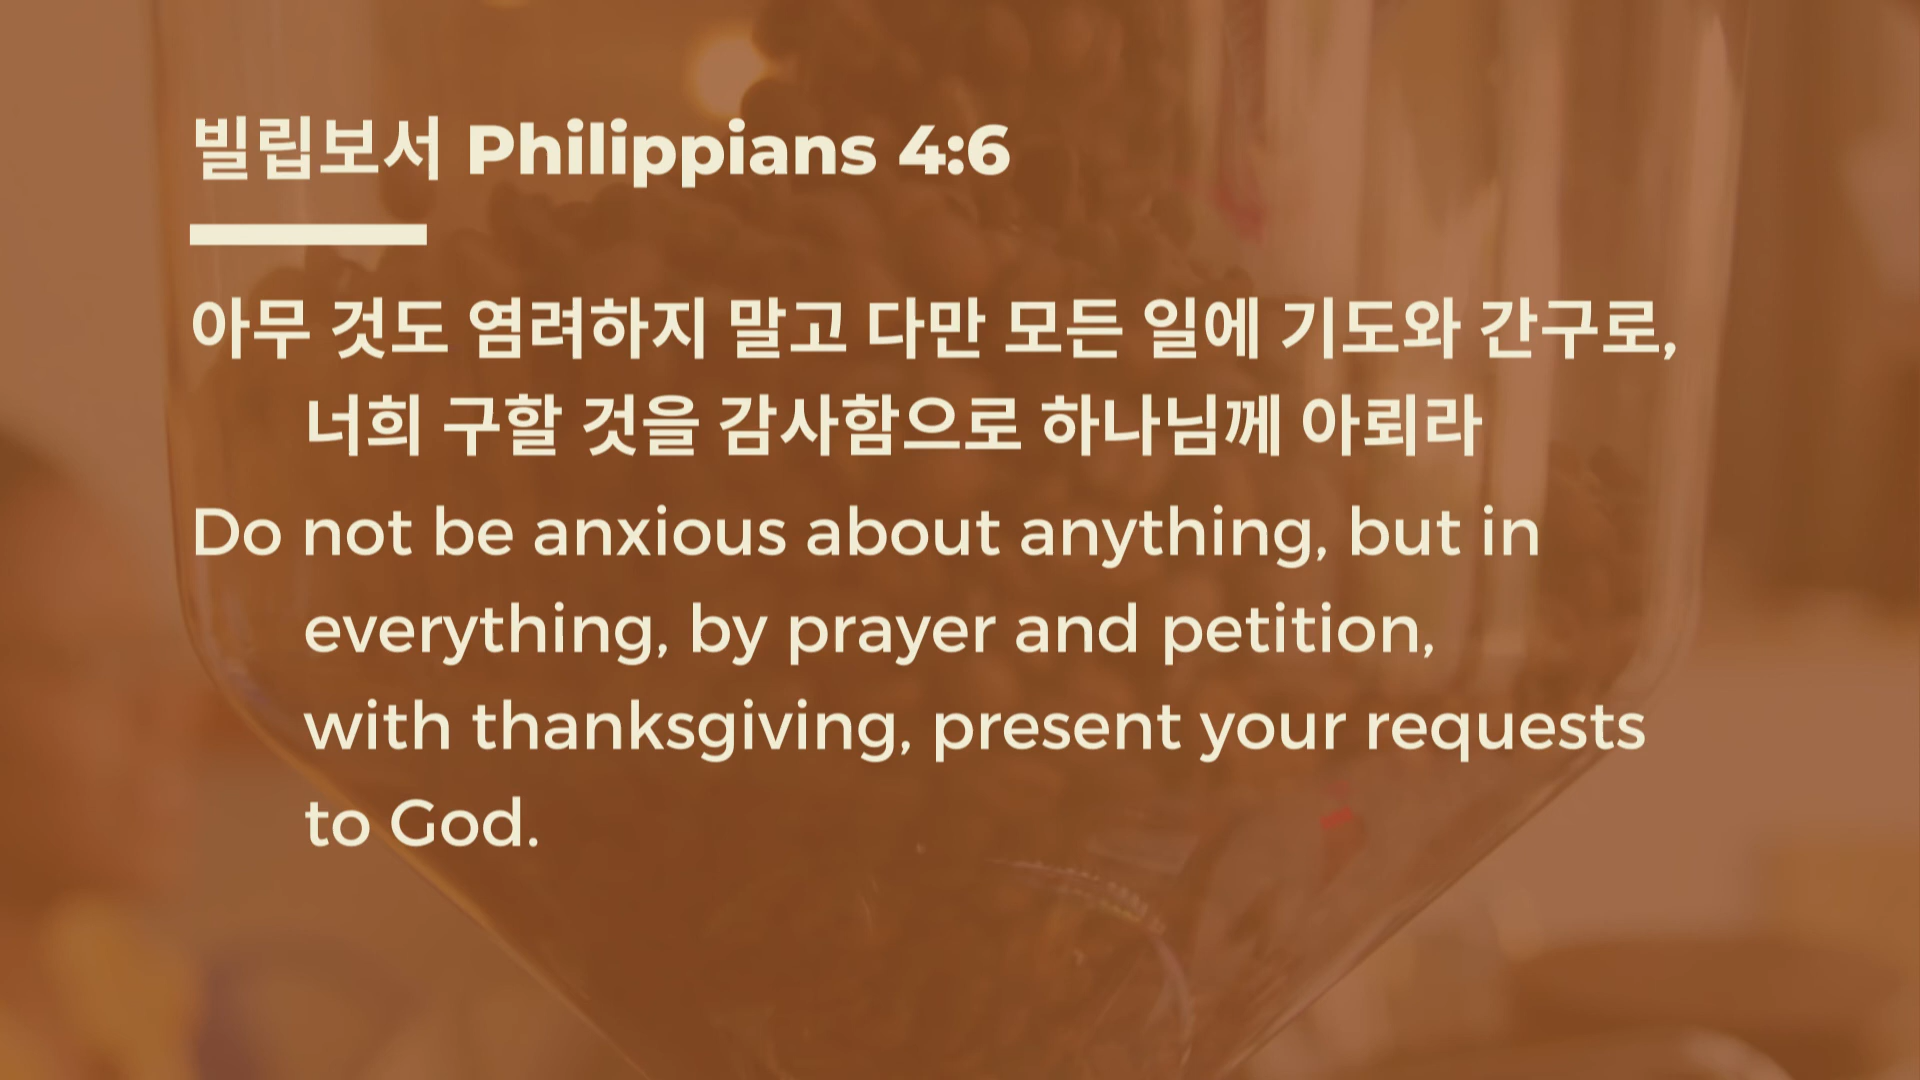 빌립보서 Philippians 4:6
아무 것도 염려하지 말고 다만 모든 일에 기도와 간구로,
너희 구할 것을 감사함으로 하나님께 아뢰라
Do not be anxious about anything, but in
everything, by prayer and petition,
with thanksgiving, present your requests
to God.